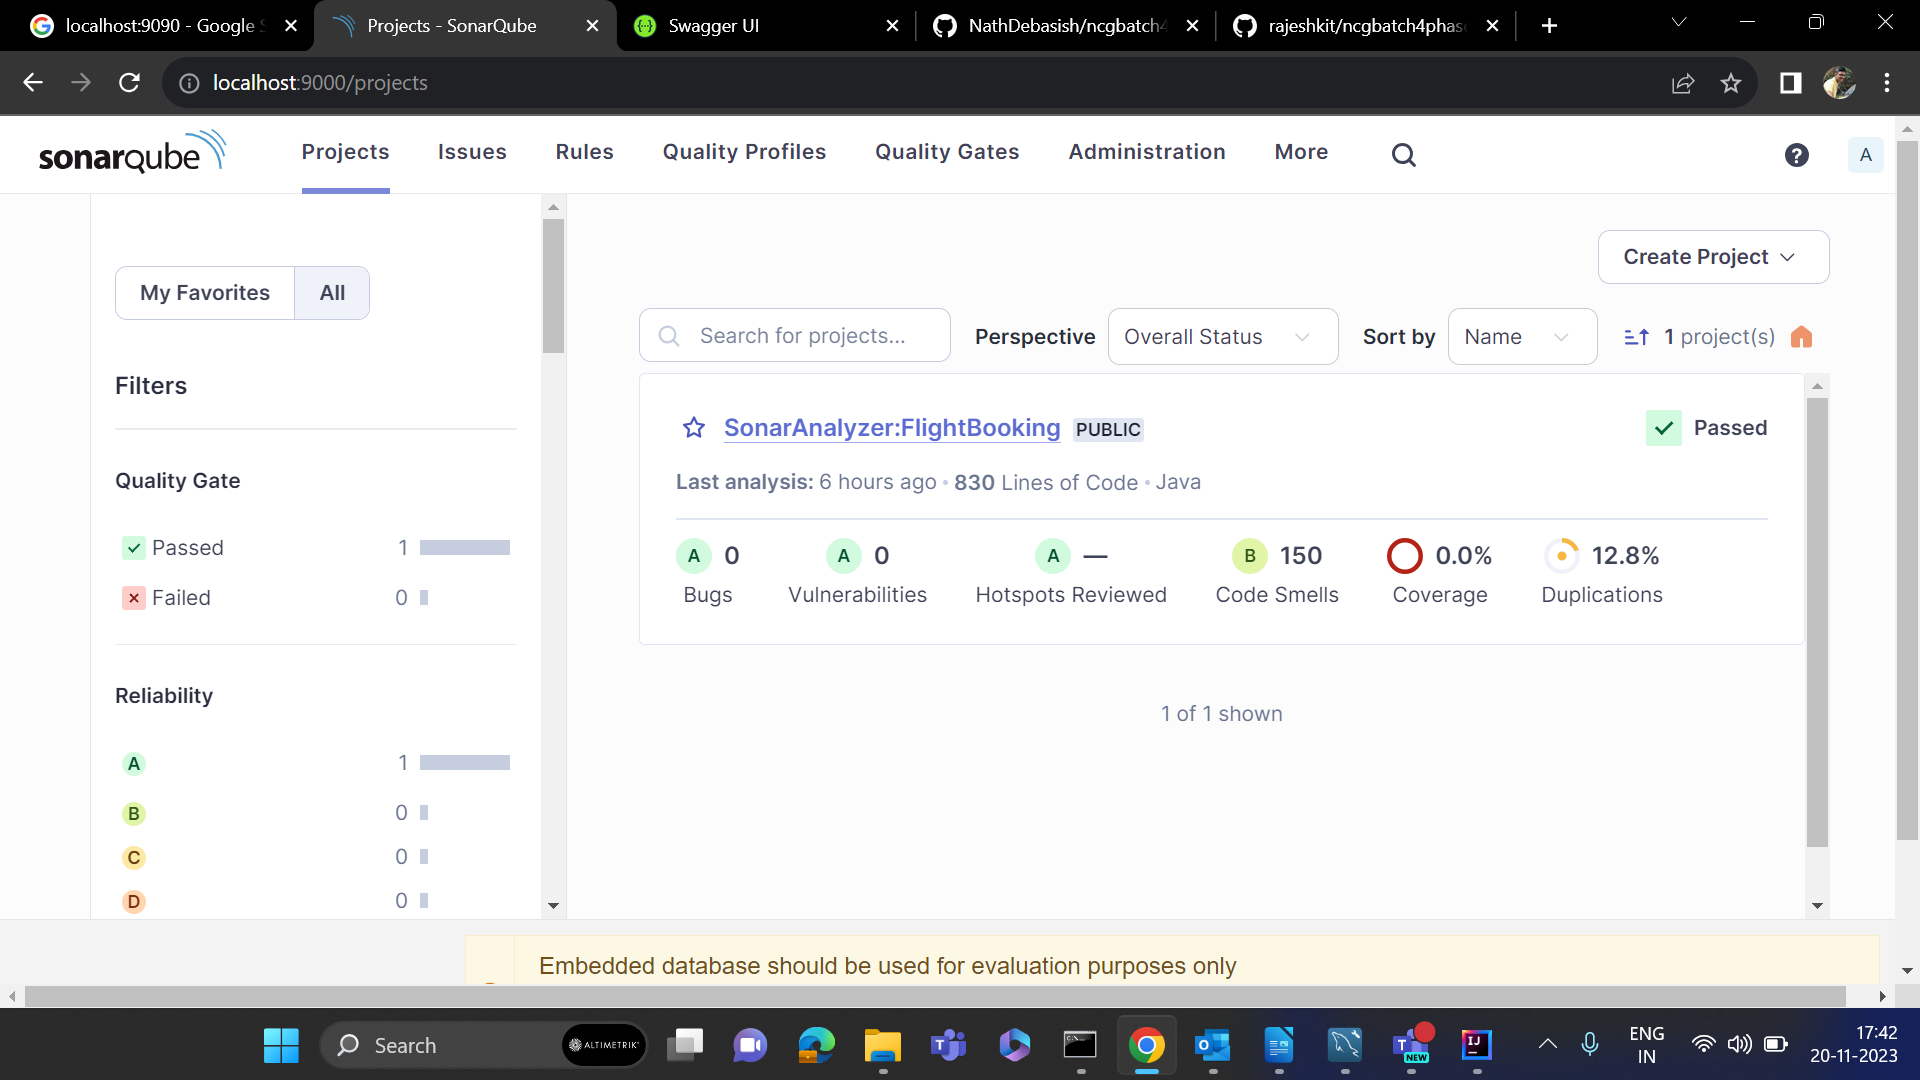 localhost:9090 - Google S
Projects - SonarQube
Swagger UI
NathDebasish/ncgbatch4
rajeshkit/ncgbatch4phase
localhost:9000/projects
sonarqube
Projects
Issues
Rules
Quality Profiles
Quality Gates
Administration
More
A
My Favorites
All
Create Project
Search for projects...
Perspective
Overall Status
Sort by
Name
1 project(s)
Filters
SonarAnalyzer:FlightBooking
PUBLIC
Passed
Last analysis: 6 hours ago • 830 Lines of Code • Java
Quality Gate
Passed 1
Failed 0
A 0
Bugs
A 0
Vulnerabilities
A —
Hotspots Reviewed
B 150
Code Smells
0.0%
Coverage
12.8%
Duplications
1 of 1 shown
Reliability
A 1
B 0
C 0
D 0
Embedded database should be used for evaluation purposes only
Search
ALTIMETRIK
NEW
IJ
ENG
IN
17:42
20-11-2023